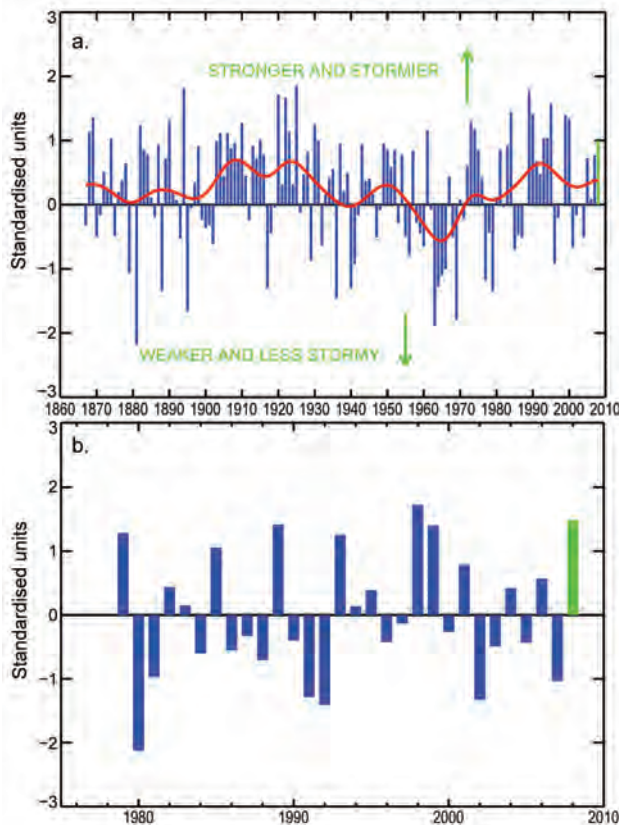 3
a.
STRONGER AND STORMIER
2
1
0
Standardised units
−1
−2
WEAKER AND LESS STORMY
−3
1860 1870 1880 1890 1900 1910 1920 1930 1940 1950 1960 1970 1980 1990 2000 2010
3
b.
2
1
0
Standardised units
−1
−2
−3
1980 1990 2000 2010